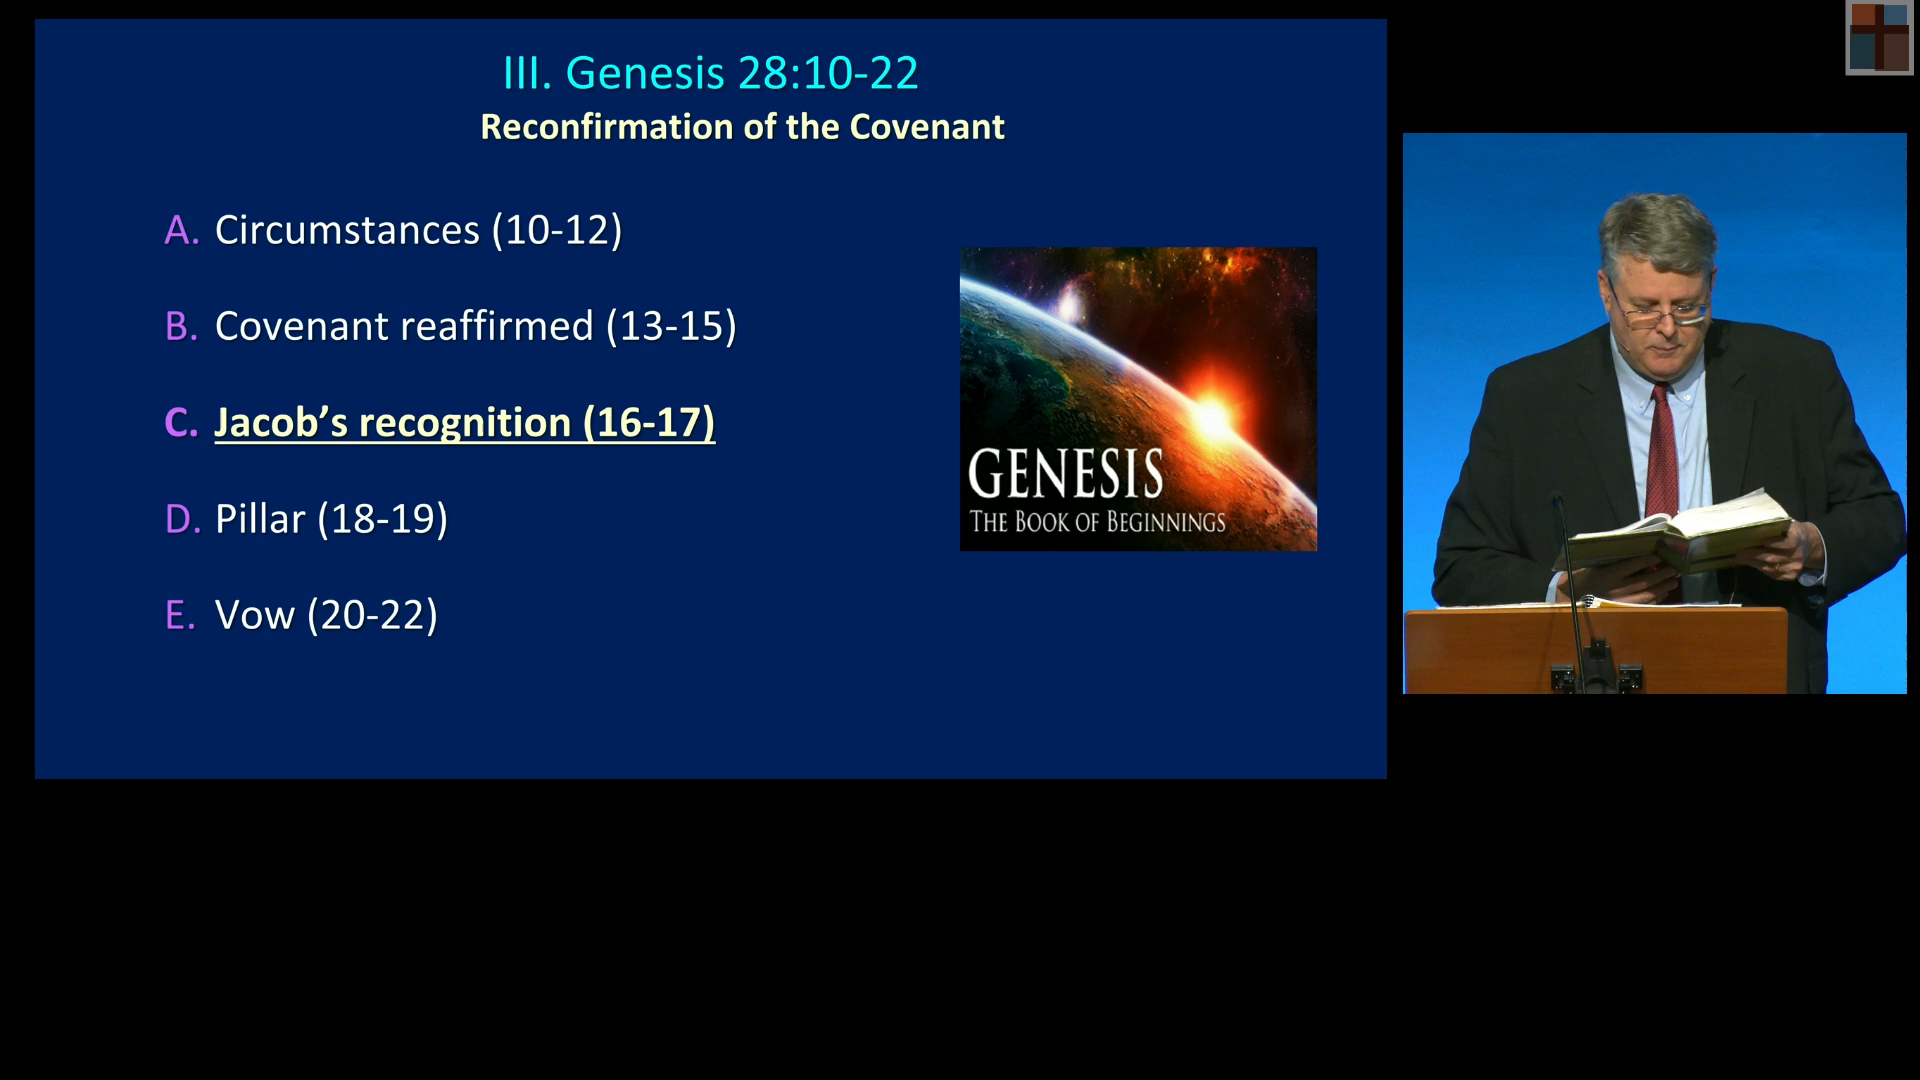 III. Genesis 28:10-22
Reconfirmation of the Covenant
A. Circumstances (10-12)
B. Covenant reaffirmed (13-15)
C. Jacob’s recognition (16-17)
D. Pillar (18-19)
E. Vow (20-22)
GENESIS
THE BOOK OF BEGINNINGS